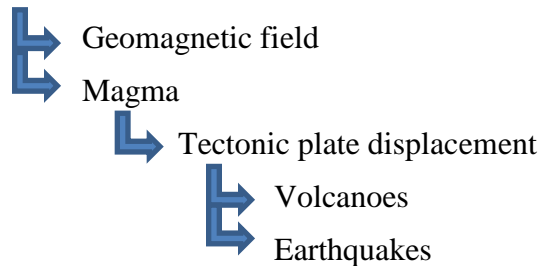 Geomagnetic field
Magma
Tectonic plate displacement
Volcanoes
Earthquakes